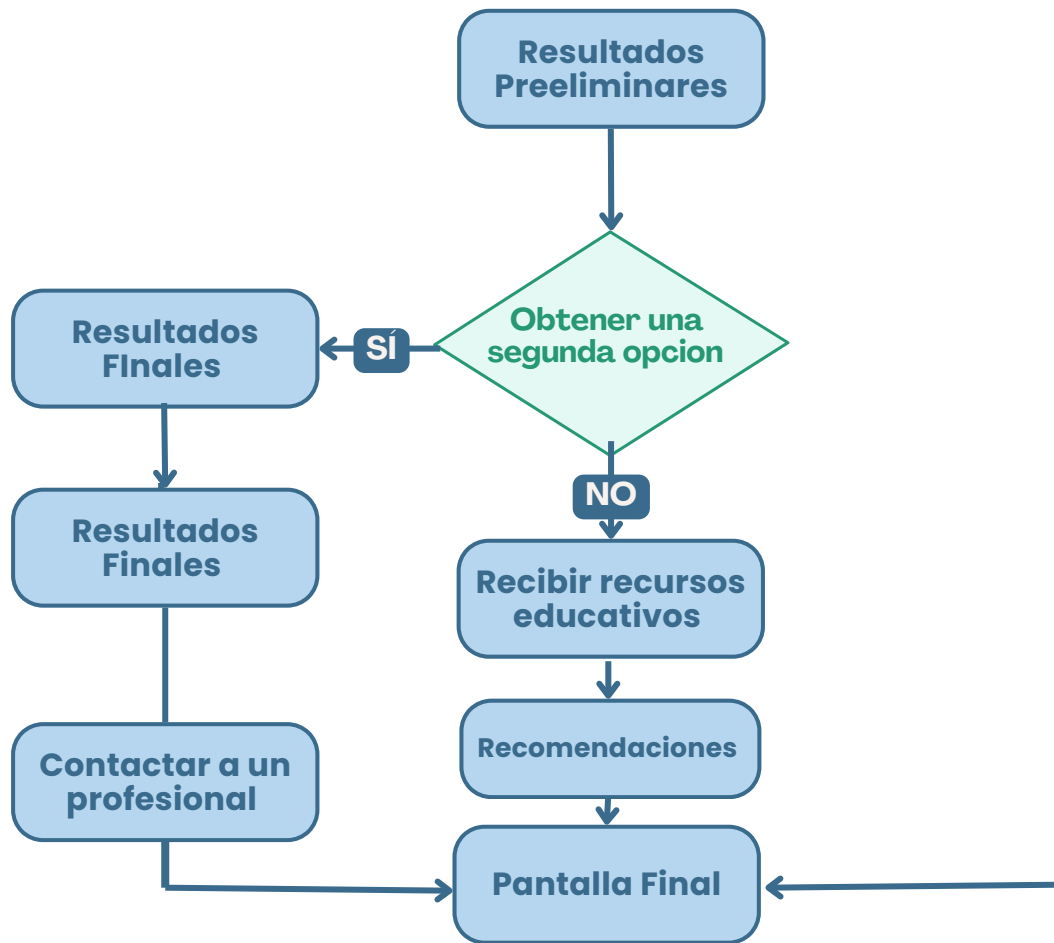 Resultados
Preeliminares
Obtener una
segunda opcion
SÍ
Resultados
FInales
NO
Resultados
Finales
Recibir recursos
educativos
Recomendaciones
Contactar a un
profesional
Pantalla Final